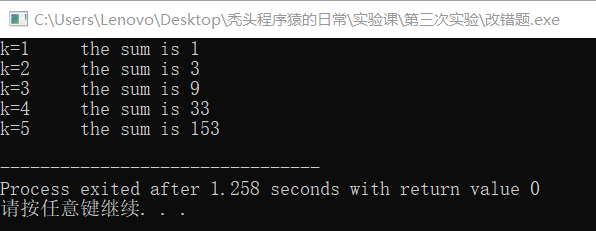 C:\Users\Lenovo\Desktop\秃头程序猿的日常\实验课\第三次实验\改错题.exe
k=1     the sum is 1
k=2     the sum is 3
k=3     the sum is 9
k=4     the sum is 33
k=5     the sum is 153
--------------------------------
Process exited after 1.258 seconds with return value 0
请按任意键继续. . .